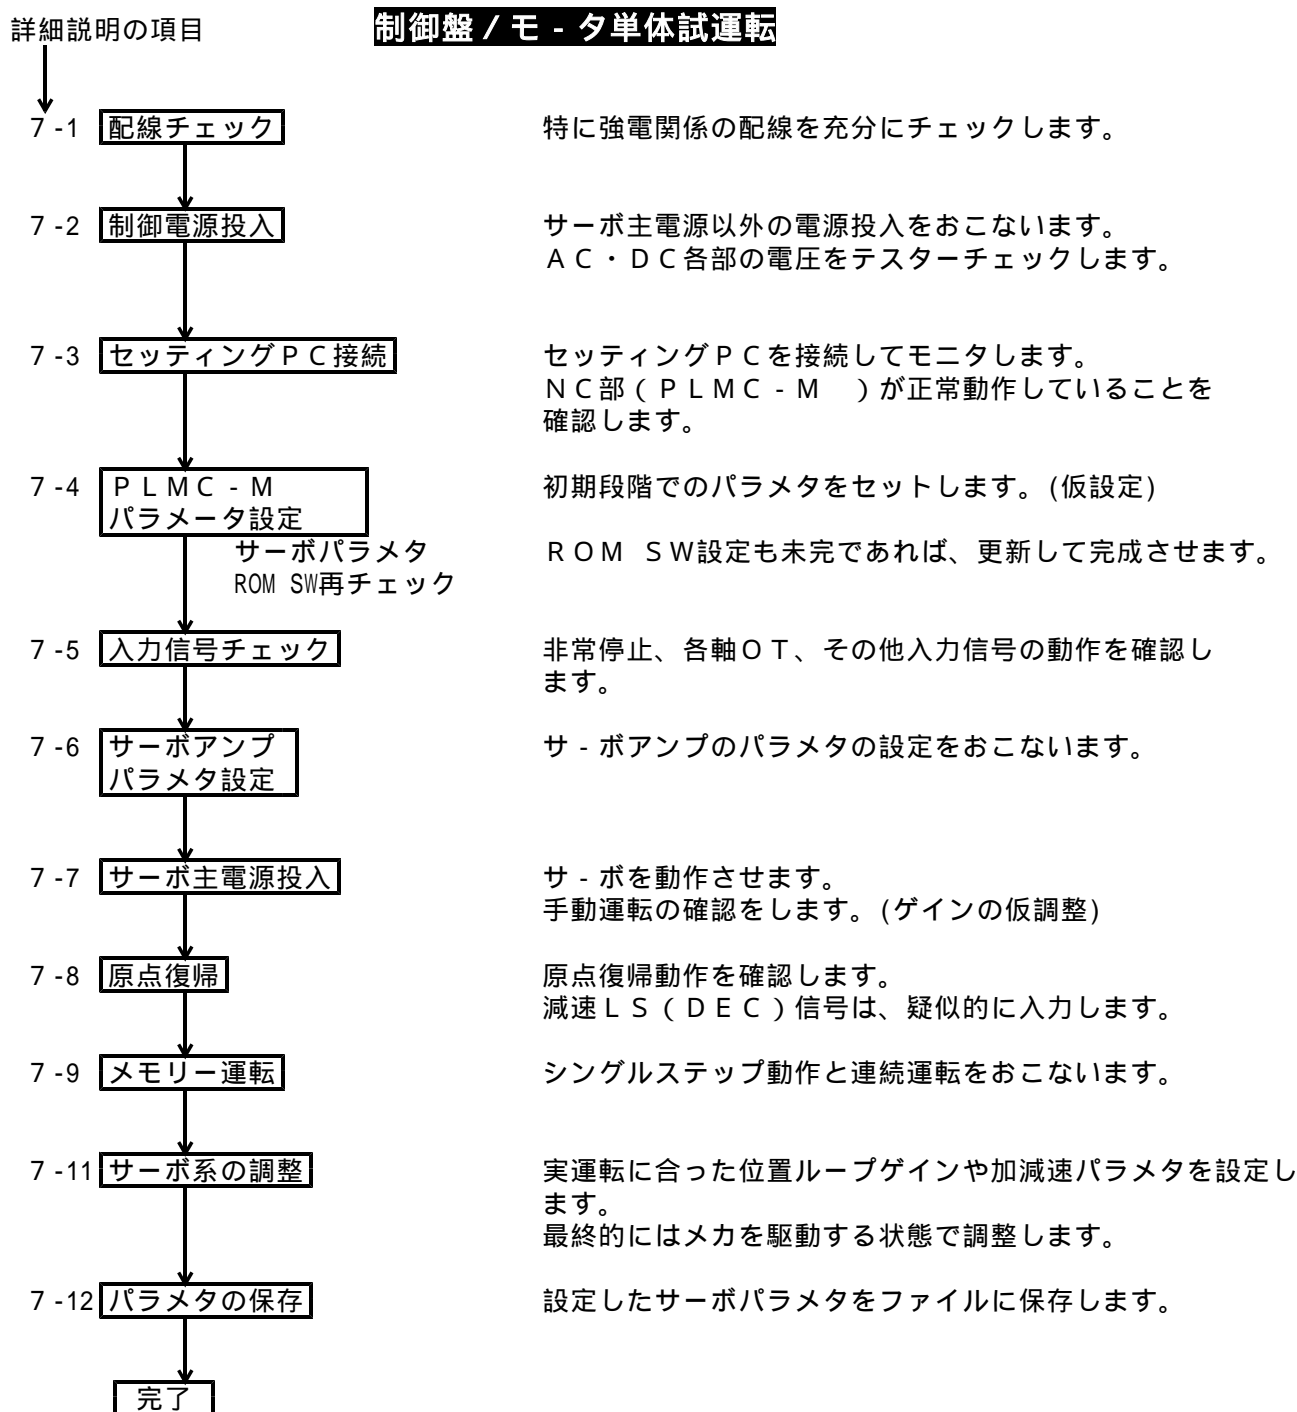 詳細説明の項目
制御盤/モ-タ単体試運転
7-1 配線チェック 特に強電関係の配線を充分にチェックします。
7-2 制御電源投入 サーボ主電源以外の電源投入をおこないます。
AC・DC各部の電圧をテスターチェックします。
7-3 セッティングPC接続 セッティングPCを接続してモニタします。
NC部(PLMC-M )が正常動作していることを
確認します。
7-4 PLMC-M 初期段階でのパラメタをセットします。(仮設定)
パラメータ設定
サーボパラメタ ROM SW設定も未完であれば、更新して完成させます。
ROM SW再チェック
7-5 入力信号チェック 非常停止、各軸OT、その他入力信号の動作を確認し
ます。
7-6 サーボアンプ サ-ボアンプのパラメタの設定をおこないます。
パラメタ設定
7-7 サーボ主電源投入 サ-ボを動作させます。
手動運転の確認をします。(ゲインの仮調整)
7-8 原点復帰 原点復帰動作を確認します。
減速LS(DEC)信号は、疑似的に入力します。
7-9 メモリー運転 シングルステップ動作と連続運転をおこないます。
7-11 サーボ系の調整 実運転に合った位置ループゲインや加減速パラメタを設定し
ます。
最終的にはメカを駆動する状態で調整します。
7-12 パラメタの保存 設定したサーボパラメタをファイルに保存します。
完了